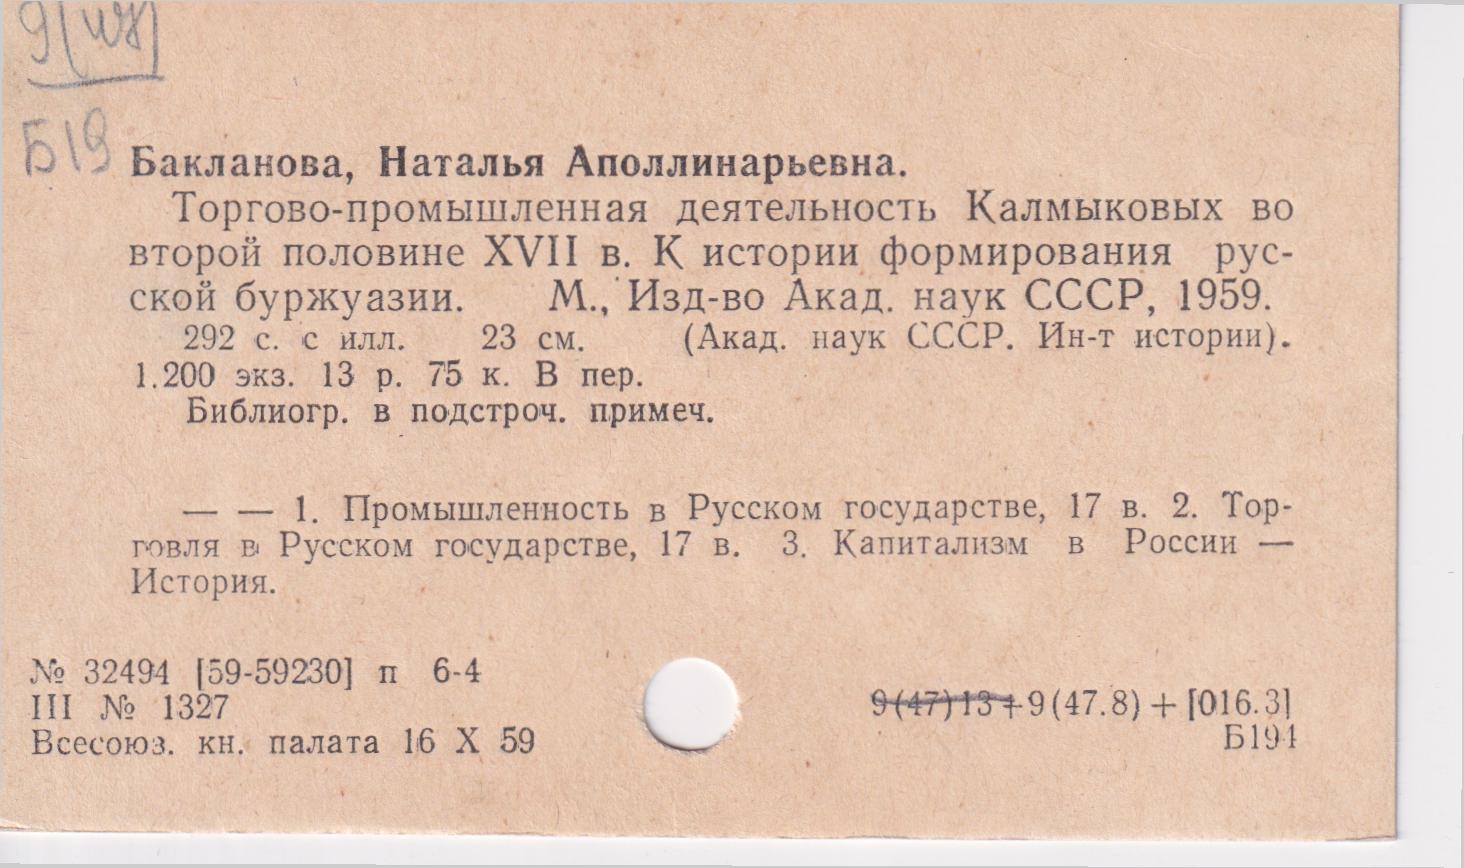 Б19
Бакланова, Наталья Аполлинарьевна.
Торгово-промышленная деятельность Калмыковых во
второй половине XVII в. К истории формирования рус-
ской буржуазии. М., Изд-во Акад. наук СССР, 1959.
292 с. с илл. 23 см. (Акад. наук СССР. Ин-т истории).
1.200 экз. 13 р. 75 к. В пер.
Библиогр. в подстроч. примеч.
— — 1. Промышленность в Русском государстве, 17 в. 2. Тор-
говля в Русском государстве, 17 в. 3. Капитализм в России —
История.
№ 32494 [59-59230] п 6-4
III № 1327
Всесоюз. кн. палата 16 X 59
9(47)13+9(47.8) + [016.3]
Б194